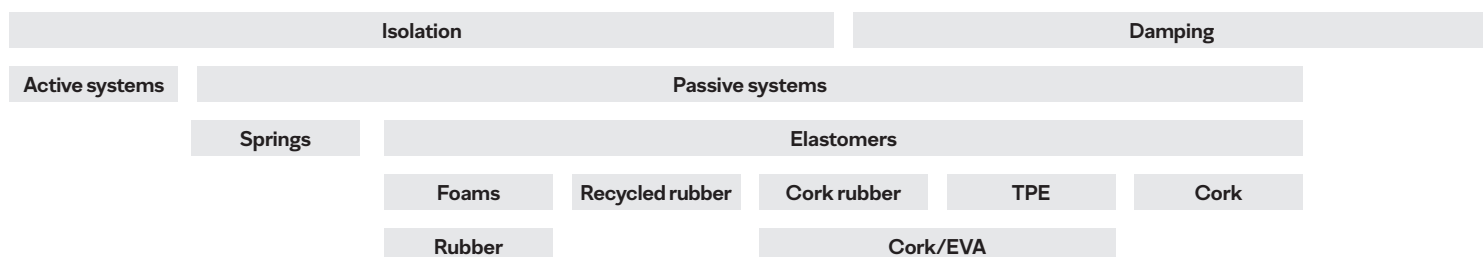 Isolation Damping
Active systems Passive systems
Springs Elastomers
Foams Recycled rubber Cork rubber TPE Cork
Rubber Cork/EVA